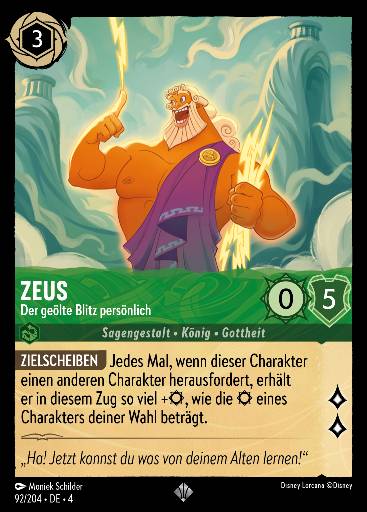 3
ZEUS
Der geölte Blitz persönlich
0
5
Sagengestalt • König • Gottheit
ZIELSCHEIBEN Jedes Mal, wenn dieser Charakter
einen anderen Charakter herausfordert, erhält
er in diesem Zug so viel +, wie die eines
Charakters deiner Wahl beträgt.
„Ha! Jetzt kannst du was von deinem Alten lernen!“
Moniek Schilder
Disney Lorcana ©Disney
92/204 • DE • 4